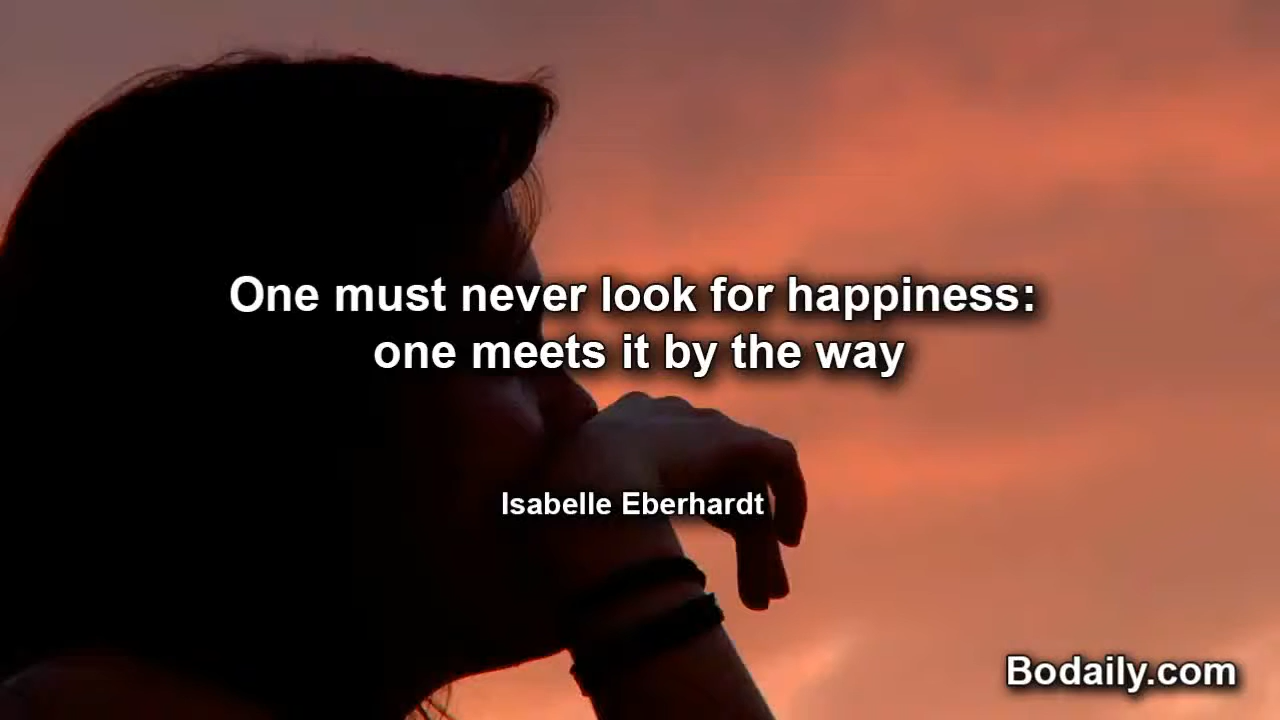 One must never look for happiness:
one meets it by the way
Isabelle Eberhardt
Bodaily.com